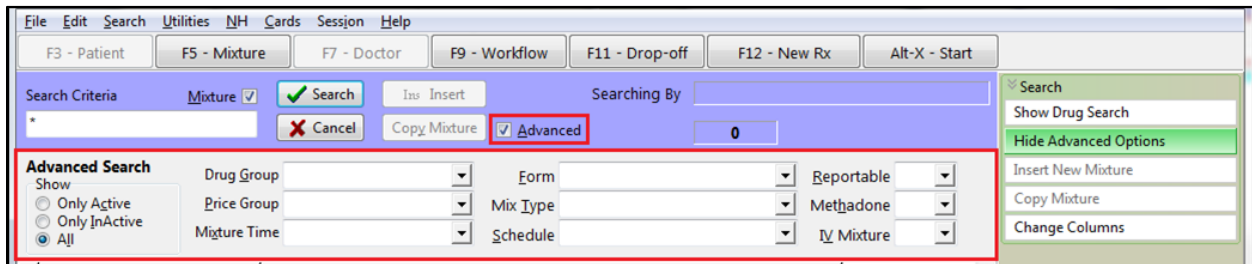 File Edit Search Utilities NH Cards Session Help
F3 - Patient F5 - Mixture F7 - Doctor F9 - Workflow F11 - Drop-off F12 - New Rx Alt-X - Start
Search Criteria Mixture Search Ins Insert Searching By
* Cancel Copy Mixture Advanced 0
Advanced Search
Show
Only Active
Only InActive
All
Drug Group Form Reportable
Price Group Mix Type Methadone
Mixture Time Schedule IV Mixture
Search
Show Drug Search
Hide Advanced Options
Insert New Mixture
Copy Mixture
Change Columns